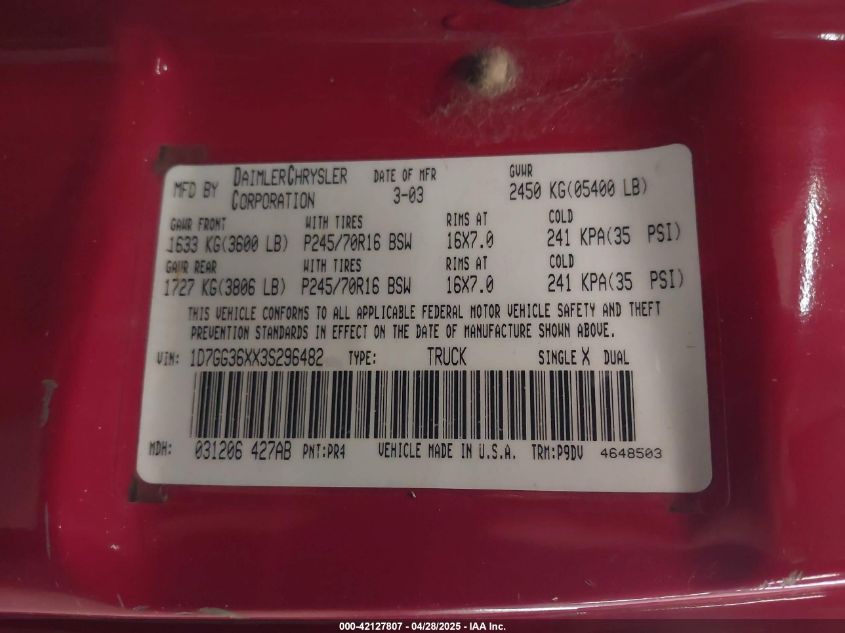 MFD BY DAIMLERCHRYSLER CORPORATION DATE OF MFR 3-03 GVWR 2450 KG(05400 LB)
GAWR FRONT WITH TIRES RIMS AT COLD
1633 KG(3600 LB) P245/70R16 BSW 16X7.0 241 KPA(35 PSI)
GAWR REAR WITH TIRES RIMS AT COLD
1727 KG(3806 LB) P245/70R16 BSW 16X7.0 241 KPA(35 PSI)
THIS VEHICLE CONFORMS TO ALL APPLICABLE FEDERAL MOTOR VEHICLE SAFETY AND THEFT
PREVENTION STANDARDS IN EFFECT ON THE DATE OF MANUFACTURE SHOWN ABOVE.
VIN: 1D7GG36XX3S296482 TYPE: TRUCK SINGLE X DUAL
MDH: 031206 427AB PNT:PR4 VEHICLE MADE IN U.S.A. TRM:P9DV 4648503
000-42127807 - 04/28/2025 - IAA Inc.